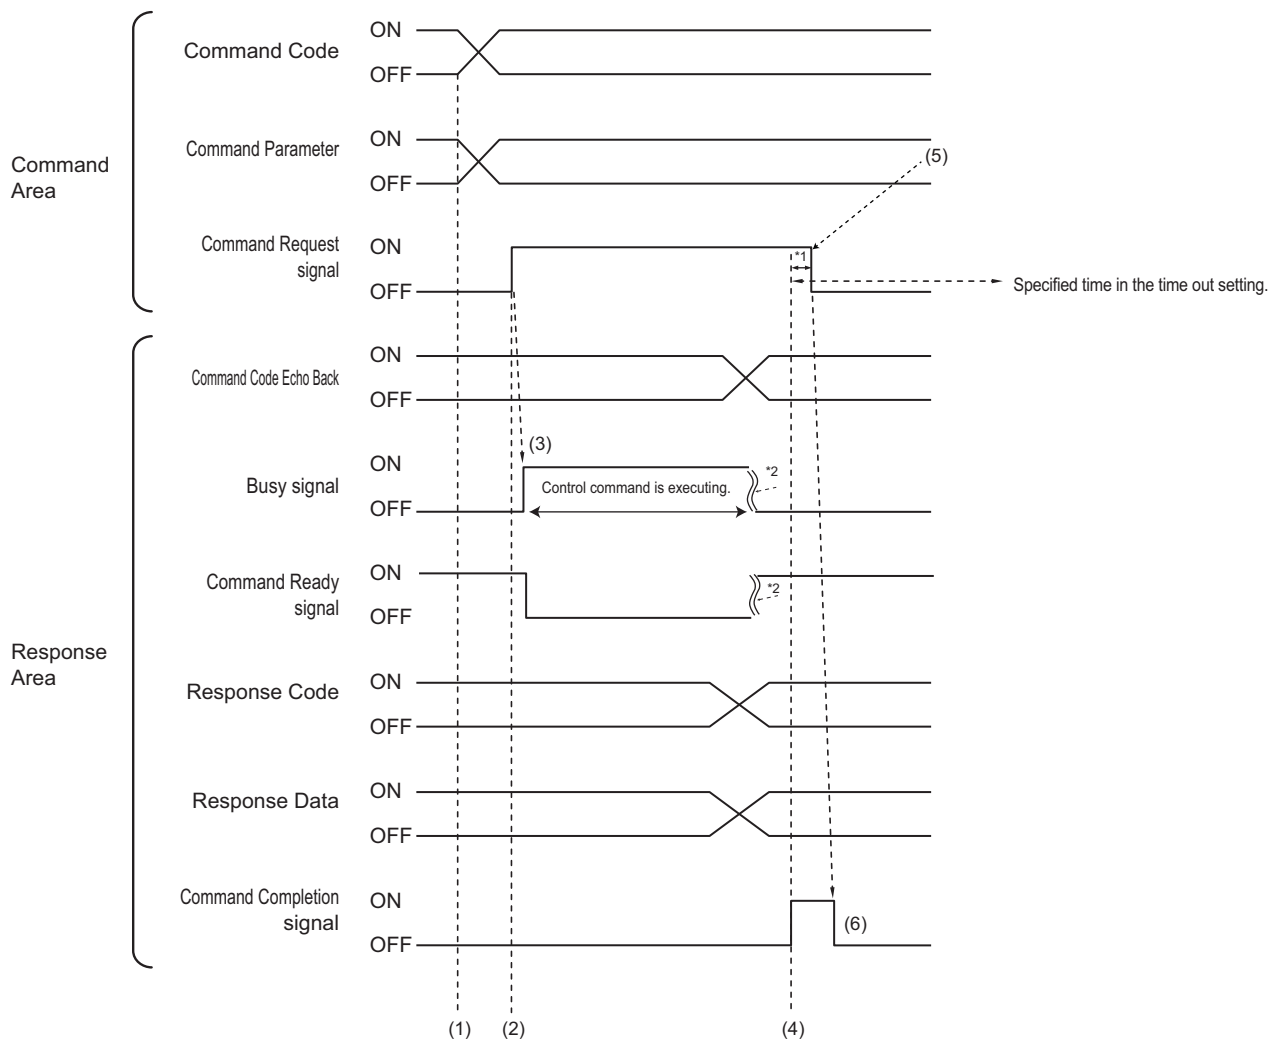 Command Code
ON
OFF
Command Parameter
ON
OFF
Command
Area
(5)
Command Request
signal
ON
OFF
*1
Specified time in the time out setting.
Command Code Echo Back
ON
OFF
(3)
Busy signal
ON
OFF
*2
Control command is executing.
Command Ready
signal
ON
OFF
*2
Response
Area
Response Code
ON
OFF
Response Data
ON
OFF
Command Completion
signal
ON
OFF
(6)
(1)
(2)
(4)